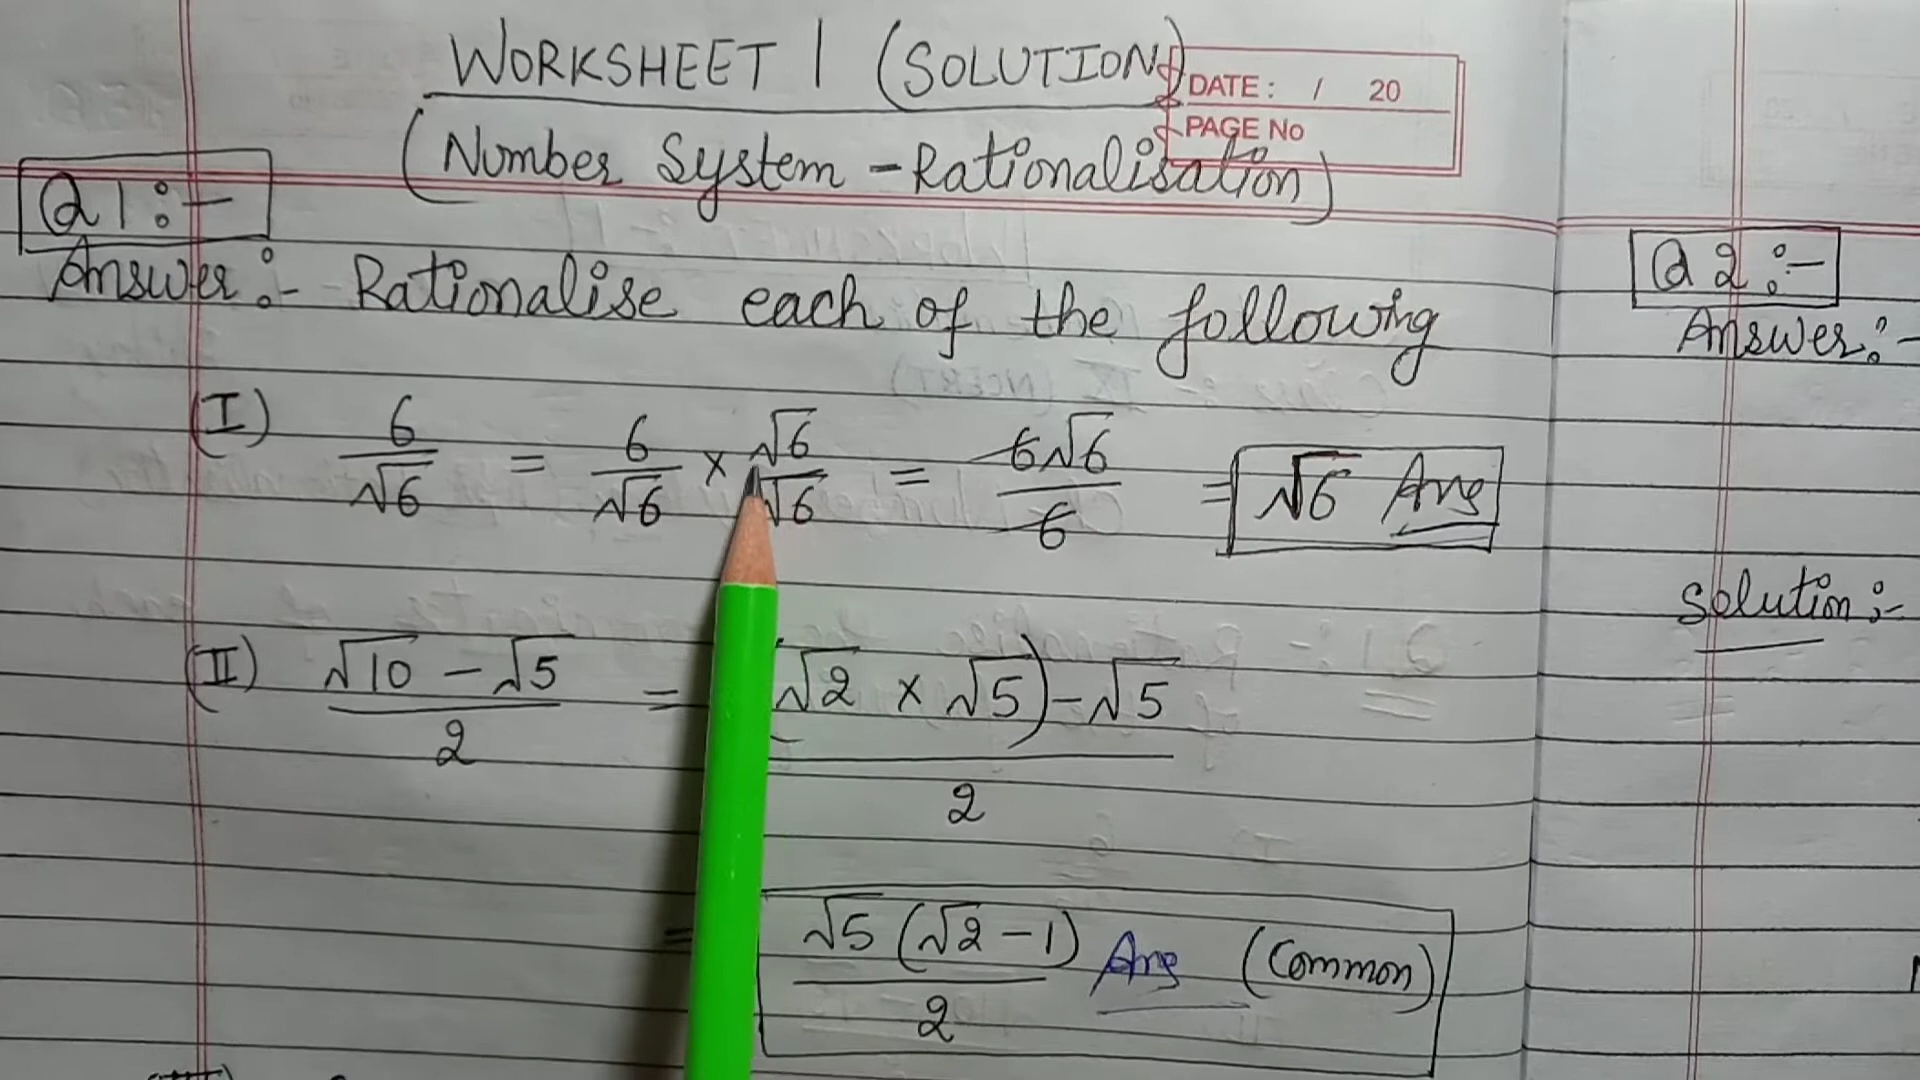 WORKSHEET 1 (SOLUTION)
DATE : / 20
PAGE No
(Number System - Rationalisation)
Q1:-
Answer:- Rationalise each of the following
(I) 6/√6 = 6/√6 × √6/√6 = 6√6/6 = √6 Ans
(II) √10 - √5 / 2 = √2 × √5) - √5 / 2
= √5 (√2 - 1) / 2 Ans (Common)
Q2:-
Answer:-
Solution:-